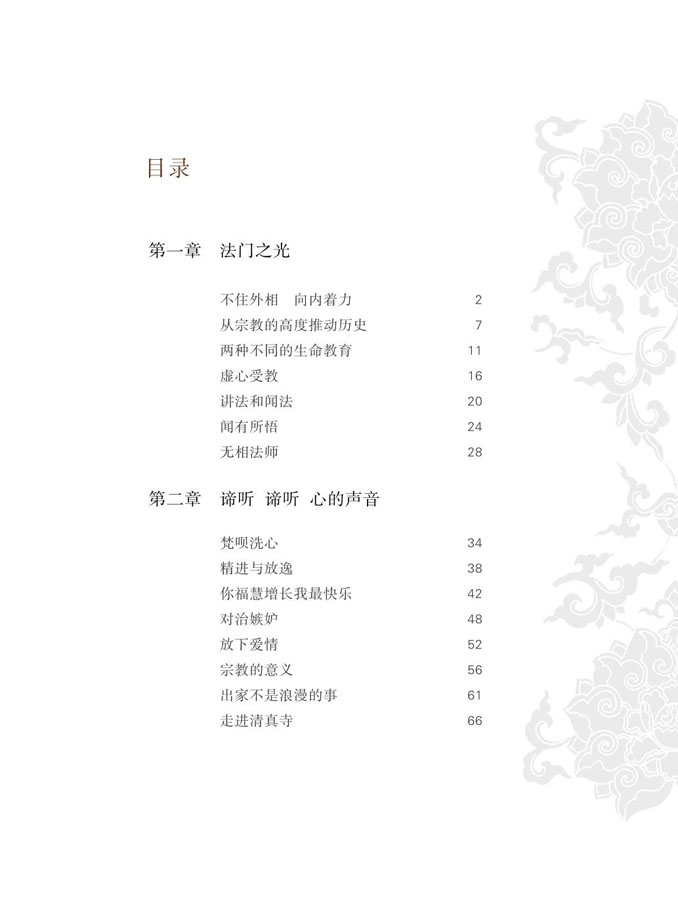 目录
第一章 法门之光
不住外相 向内着力 2
从宗教的高度推动历史 7
两种不同的生命教育 11
虚心受教 16
讲法和闻法 20
闻有所悟 24
无相法师 28
第二章 谛听 谛听 心的声音
梵呗洗心 34
精进与放逸 38
你福慧增长我最快乐 42
对治嫉妒 48
放下爱情 52
宗教的意义 56
出家不是浪漫的事 61
走进清真寺 66